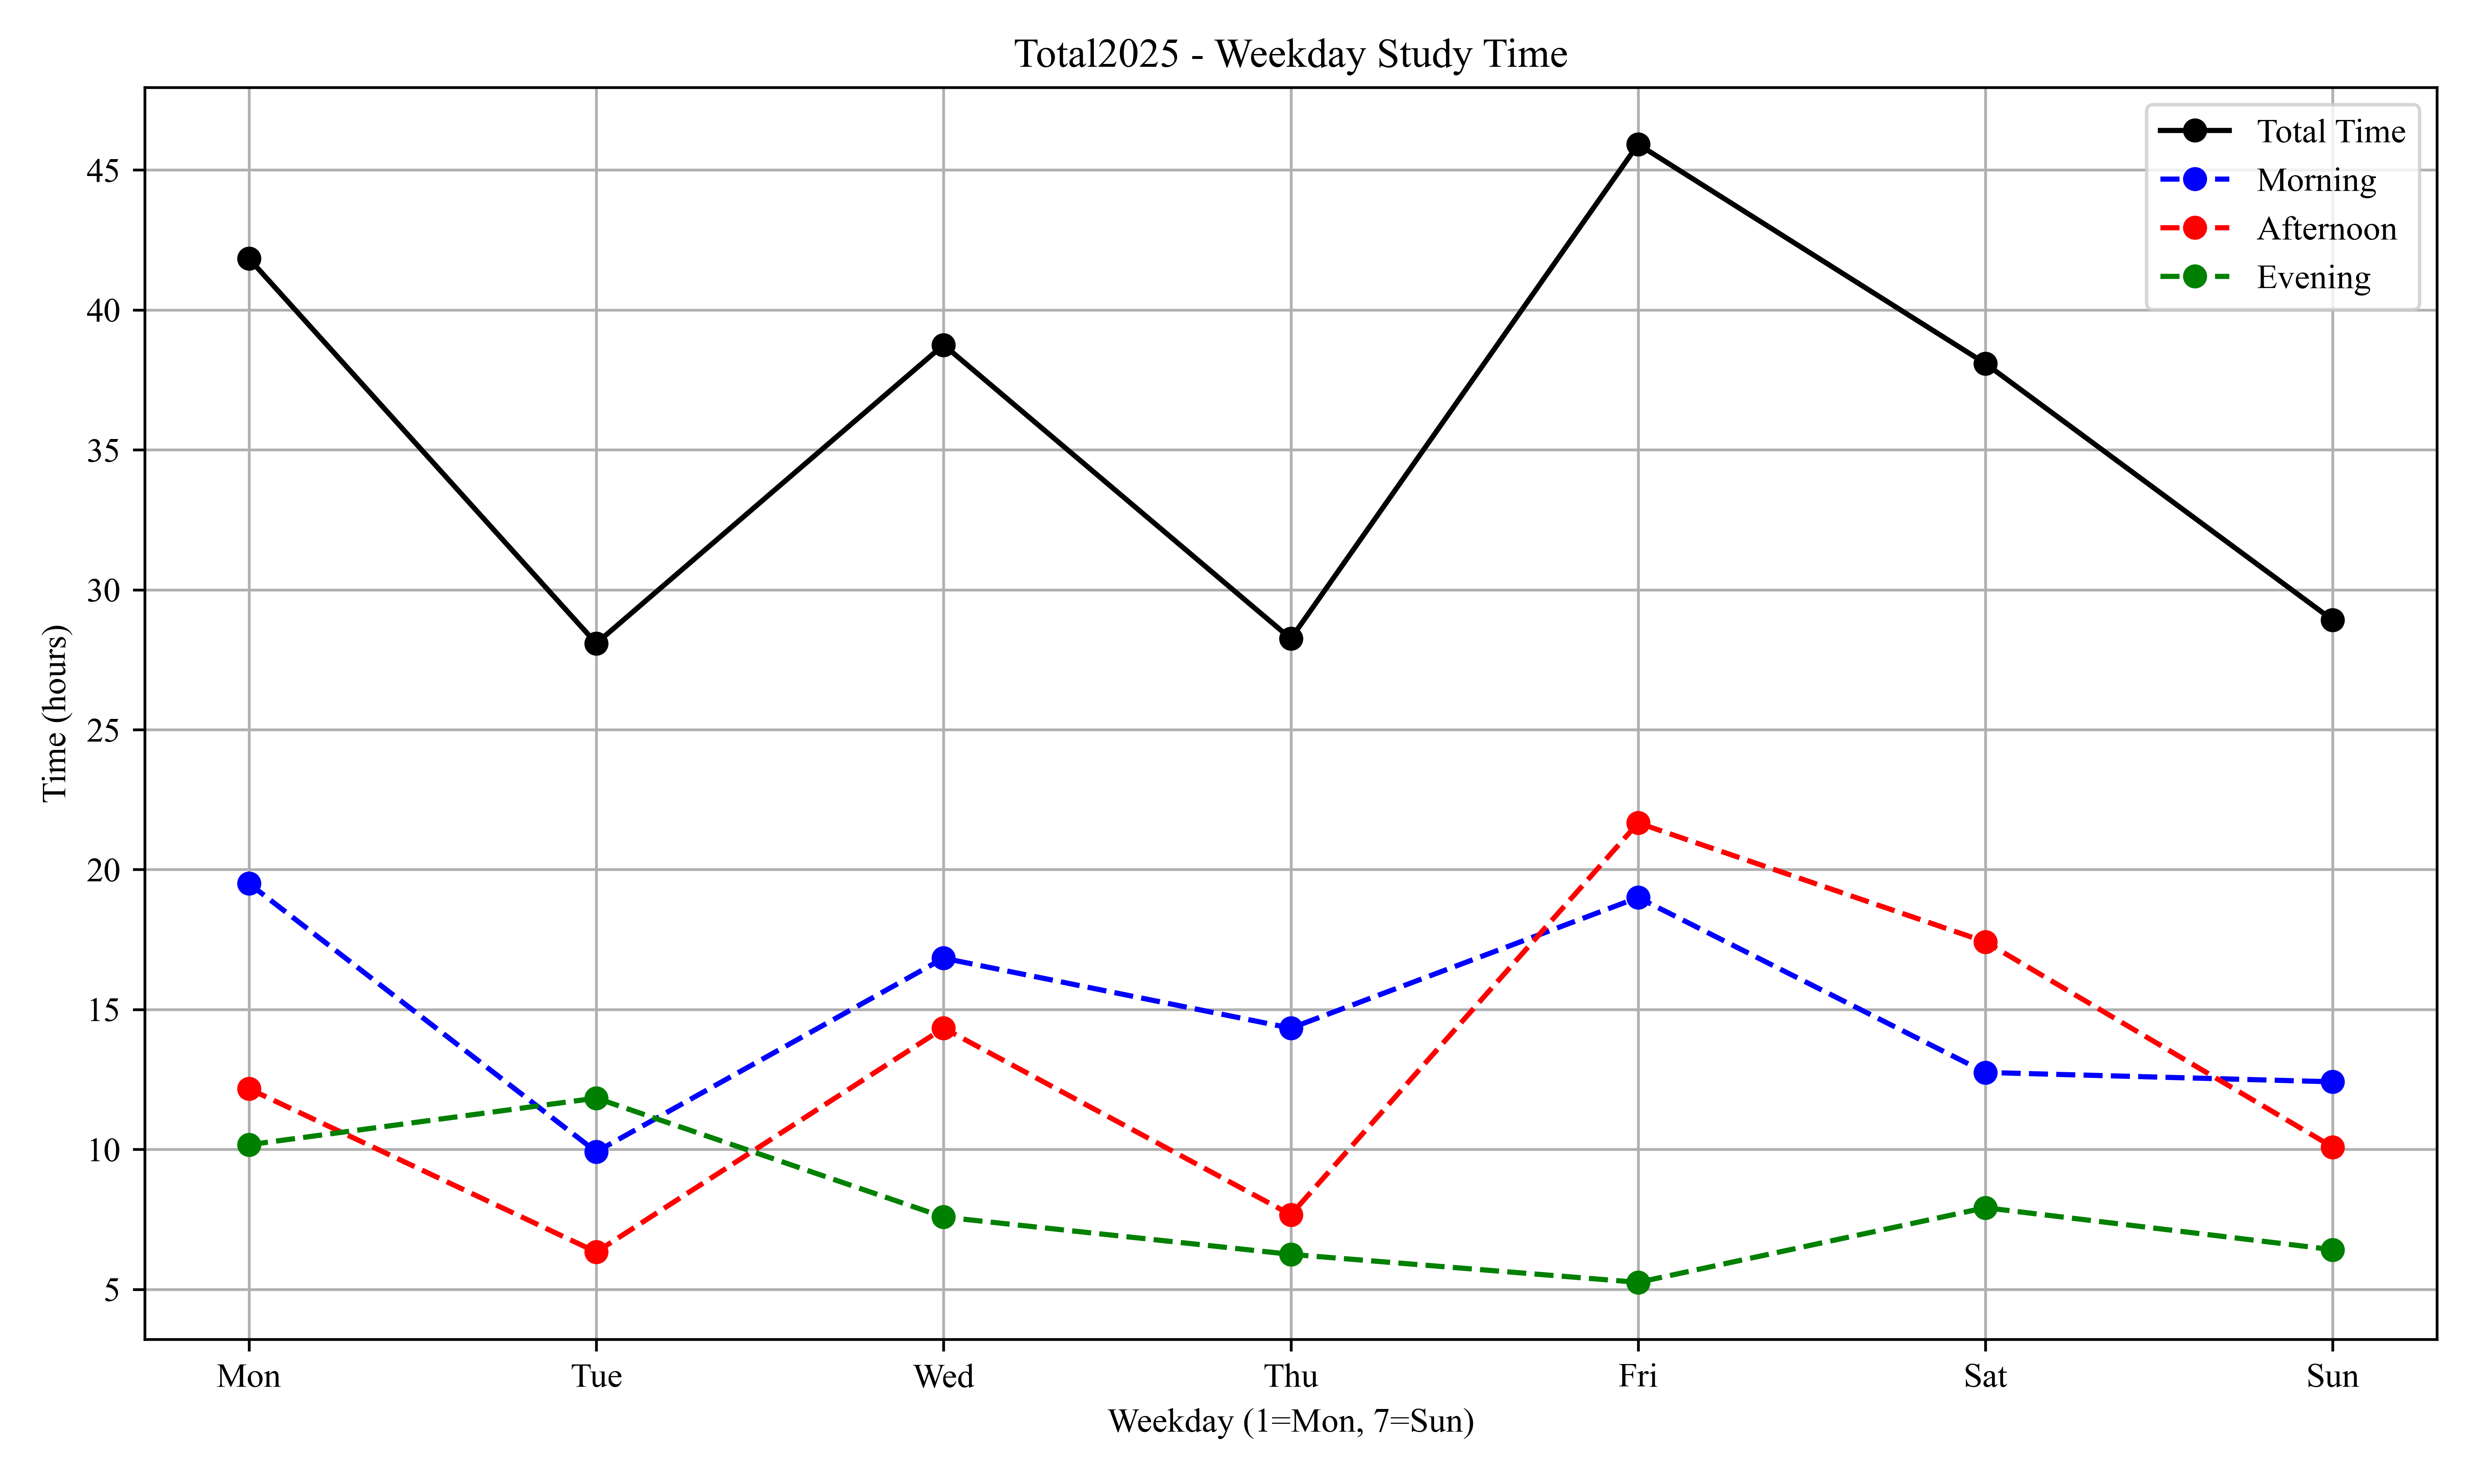 Total2025 - Weekday Study Time
Total Time
Morning
Afternoon
Evening
45
40
35
30
25
20
15
10
5
Time (hours)
Mon Tue Wed Thu Fri Sat Sun
Weekday (1=Mon, 7=Sun)